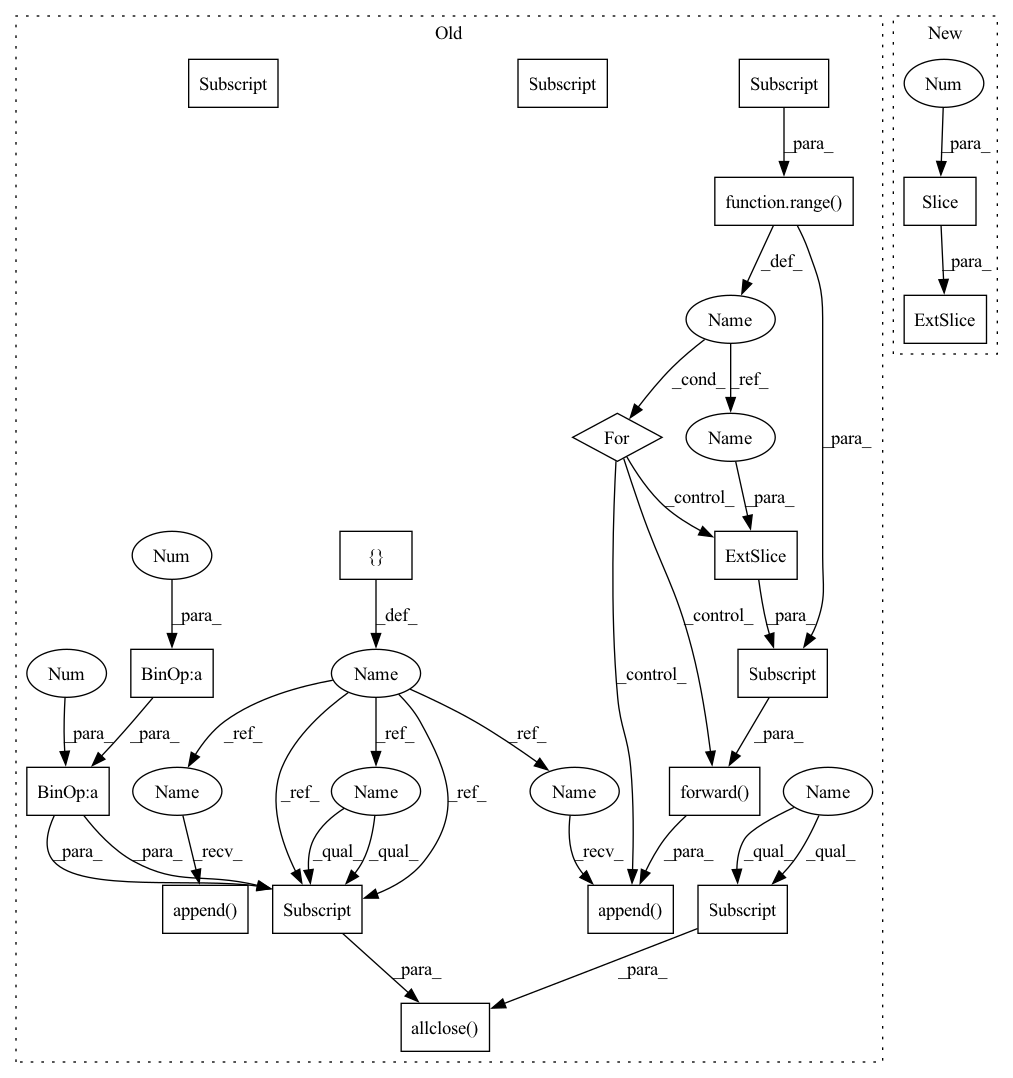 Old
New
Subscript
Subscript
Subscript
Num
_para_
_para_
function.range()
Slice
_def_
_para_
Name
ExtSlice
_cond_
_ref_
For
Name
_para_
_control_
_para_
Num
{}
ExtSlice
_para_
_def_
_control_
_para_
Num
BinOp:a
Name
_control_
Subscript
_para_
_para_
_ref_
_ref_
_ref_
_para_
BinOp:a
Name
_ref_
Name
_ref_
Name
forward()
Name
_para_
_para_
_recv_
_qual_
_qual_
_recv_
_para_
_qual_
_qual_
append()
Subscript
append()
Subscript
_para_
_para_
allclose()